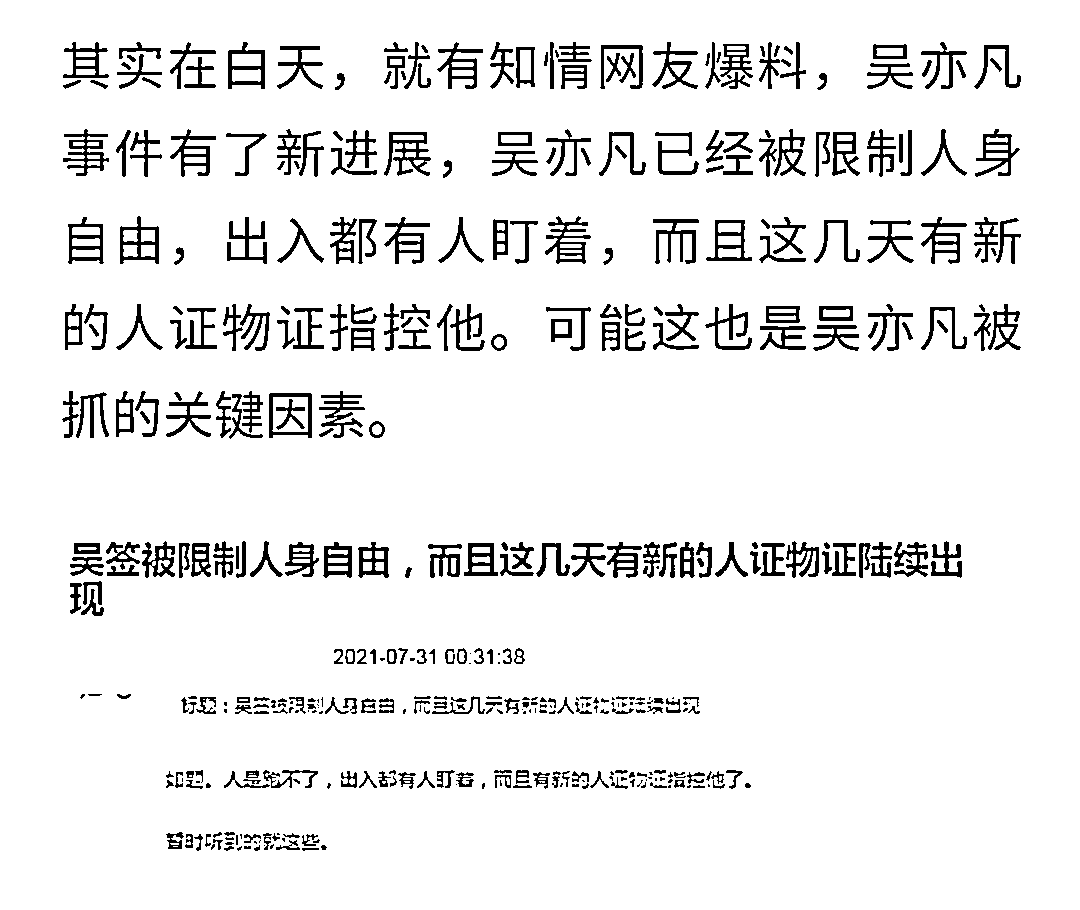 其实在白天，就有知情网友爆料，吴亦凡
事件有了新进展，吴亦凡已经被限制人身
自由，出入都有人盯着，而且这几天有新
的人证物证指控他。可能这也是吴亦凡被
抓的关键因素。
吴签被限制人身自由，而且这几天有新的人证物证陆续出
现
2021-07-31 00:31:38
标题：吴签被限制人身自由，而且这几天有新的人证物证陆续出现
如题。人是跑不了，出入都有人盯着，而且有新的人证物证指控他了。
暂时听到的就这些。